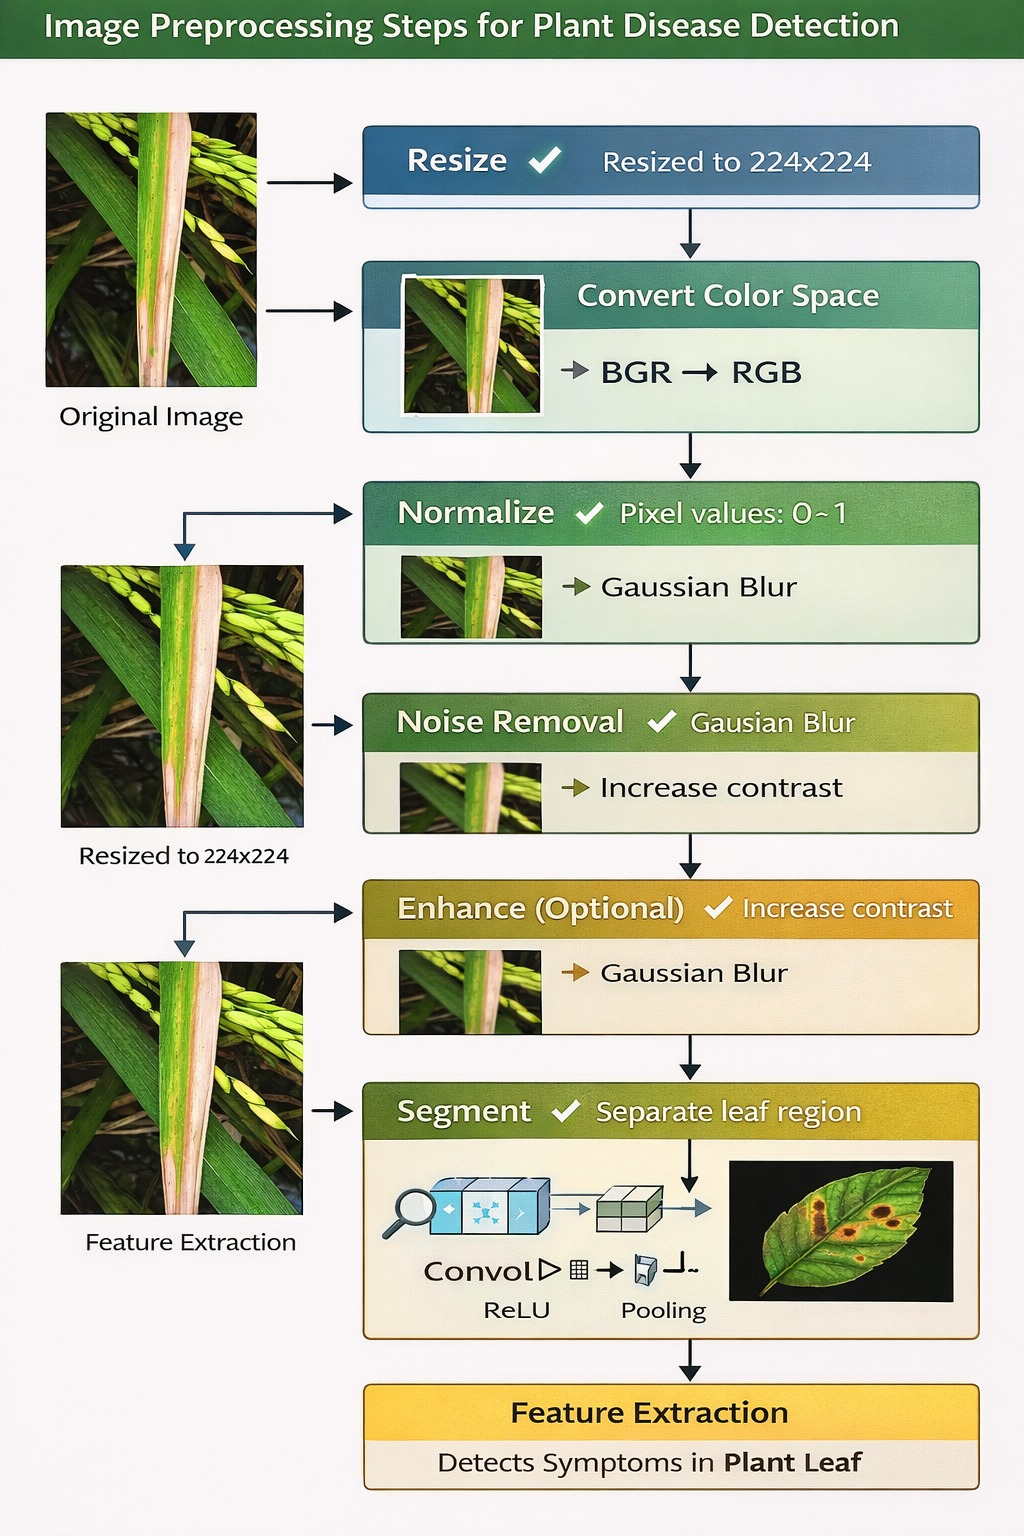 Image Preprocessing Steps for Plant Disease Detection
Resize ✓ Resized to 224x224
Original Image
Convert Color Space
BGR → RGB
Normalize ✓ Pixel values: 0~1
Gaussian Blur
Resized to 224x224
Noise Removal ✓ Gausian Blur
Increase contrast
Enhance (Optional) ✓ Increase contrast
Gaussian Blur
Feature Extraction
Segment ✓ Separate leaf region
Convol
ReLU
Pooling
Feature Extraction
Detects Symptoms in Plant Leaf